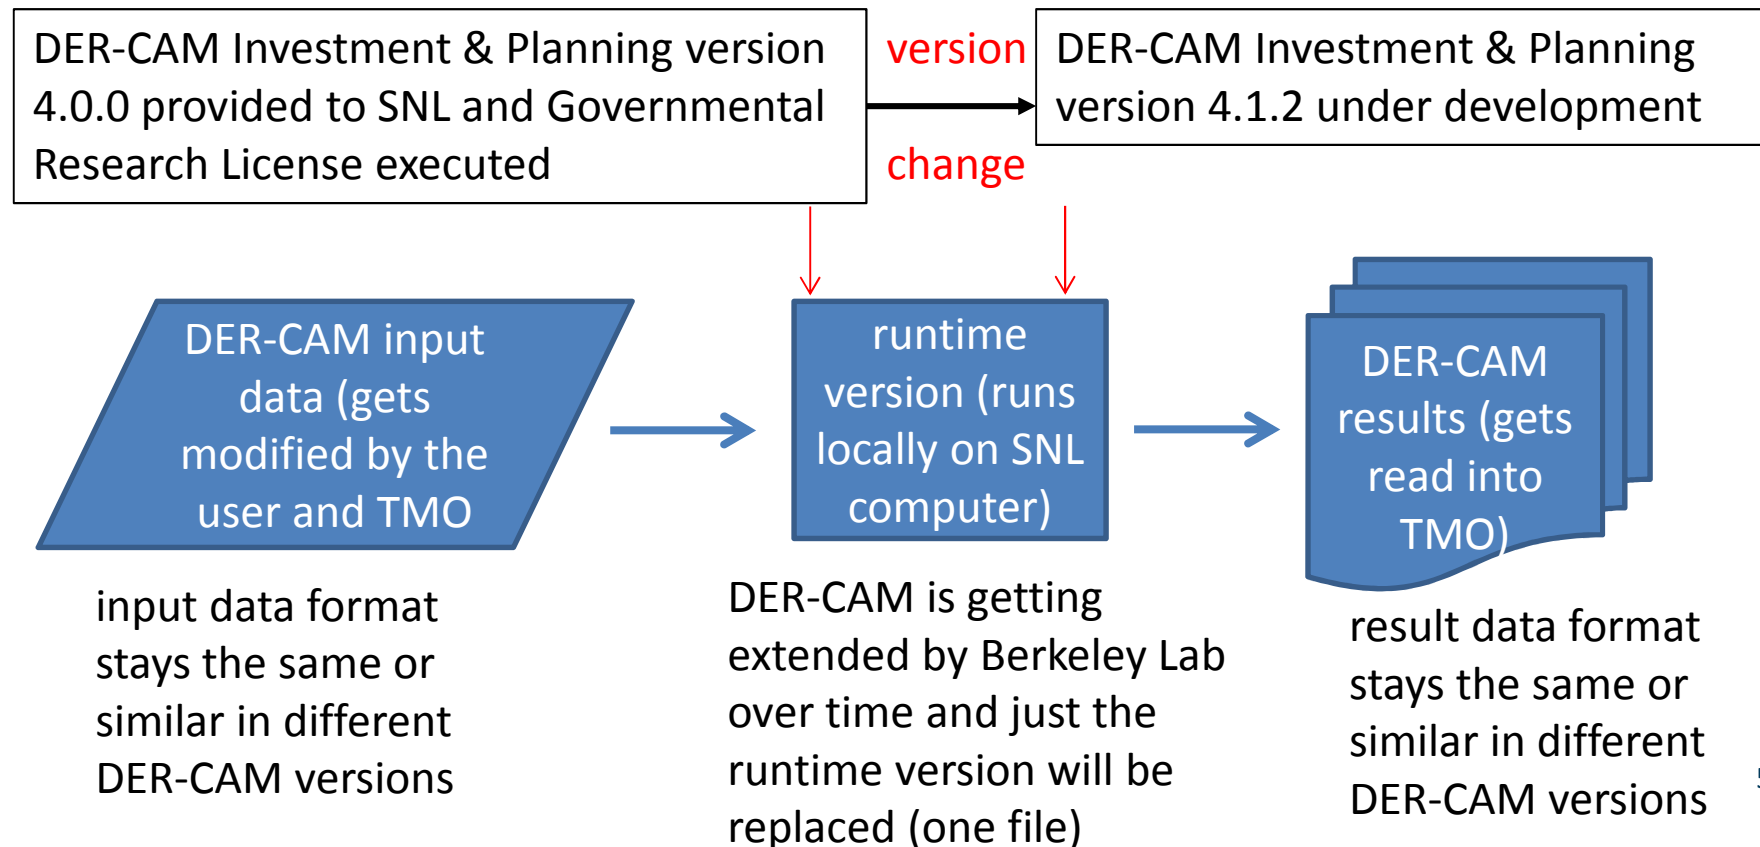 DER-CAM Investment & Planning version
4.0.0 provided to SNL and Governmental
Research License executed
version
change
DER-CAM Investment & Planning
version 4.1.2 under development
DER-CAM input
data (gets
modified by the
user and TMO
runtime
version (runs
locally on SNL
computer)
DER-CAM
results (gets
read into
TMO)
input data format
stays the same or
similar in different
DER-CAM versions
DER-CAM is getting
extended by Berkeley Lab
over time and just the
runtime version will be
replaced (one file)
result data format
stays the same or
similar in different
DER-CAM versions